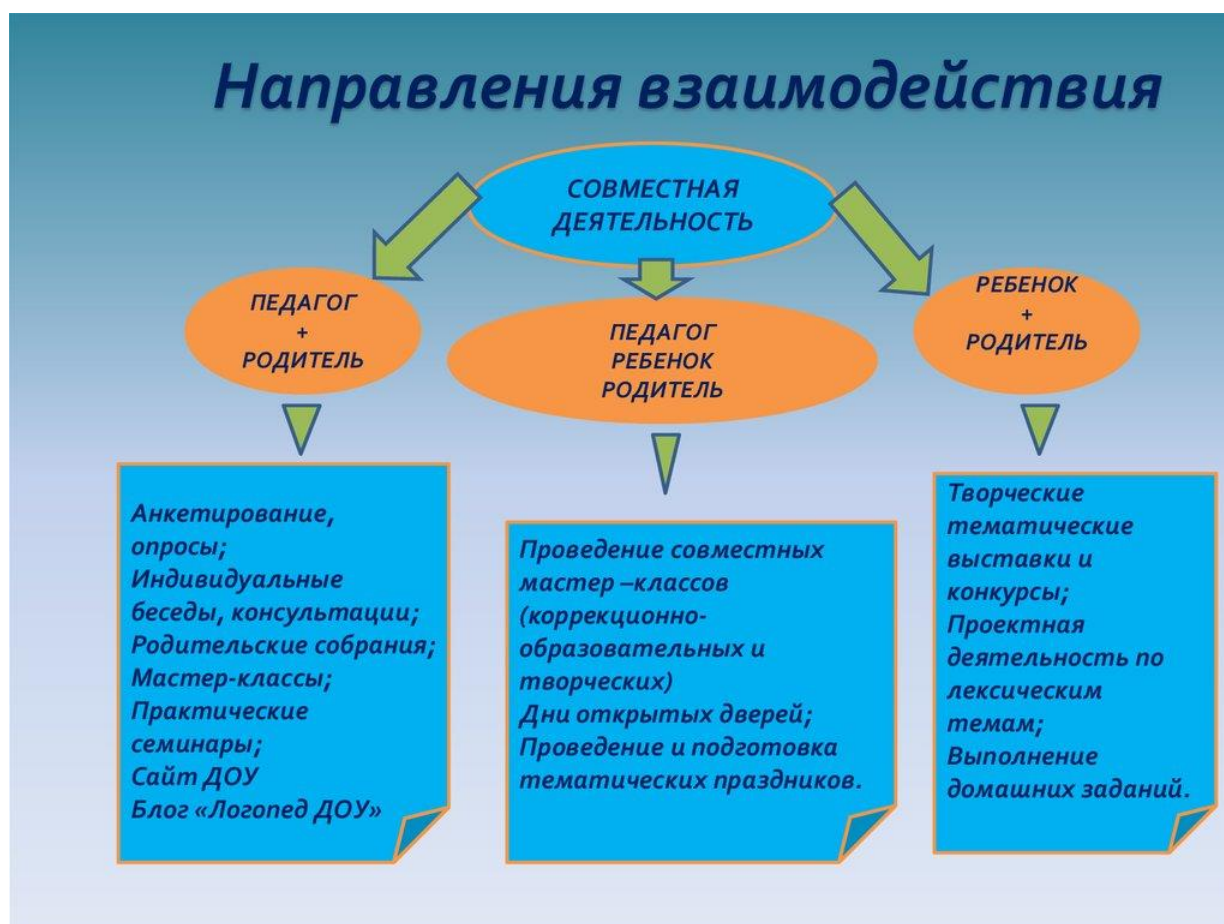 Направления взаимодействия
СОВМЕСТНАЯ
ДЕЯТЕЛЬНОСТЬ
ПЕДАГОГ
+
РОДИТЕЛЬ
ПЕДАГОГ
РЕБЕНОК
РОДИТЕЛЬ
РЕБЕНОК
+
РОДИТЕЛЬ
Анкетирование,
опросы;
Индивидуальные
беседы, консультации;
Родительские собрания;
Мастер-классы;
Практические
семинары;
Сайт ДОУ
Блог «Логопед ДОУ»
Проведение совместных
мастер –классов
(коррекционно-
образовательных и
творческих)
Дни открытых дверей;
Проведение и подготовка
тематических праздников.
Творческие
тематические
выставки и
конкурсы;
Проектная
деятельность по
лексическим
темам;
Выполнение
домашних заданий.